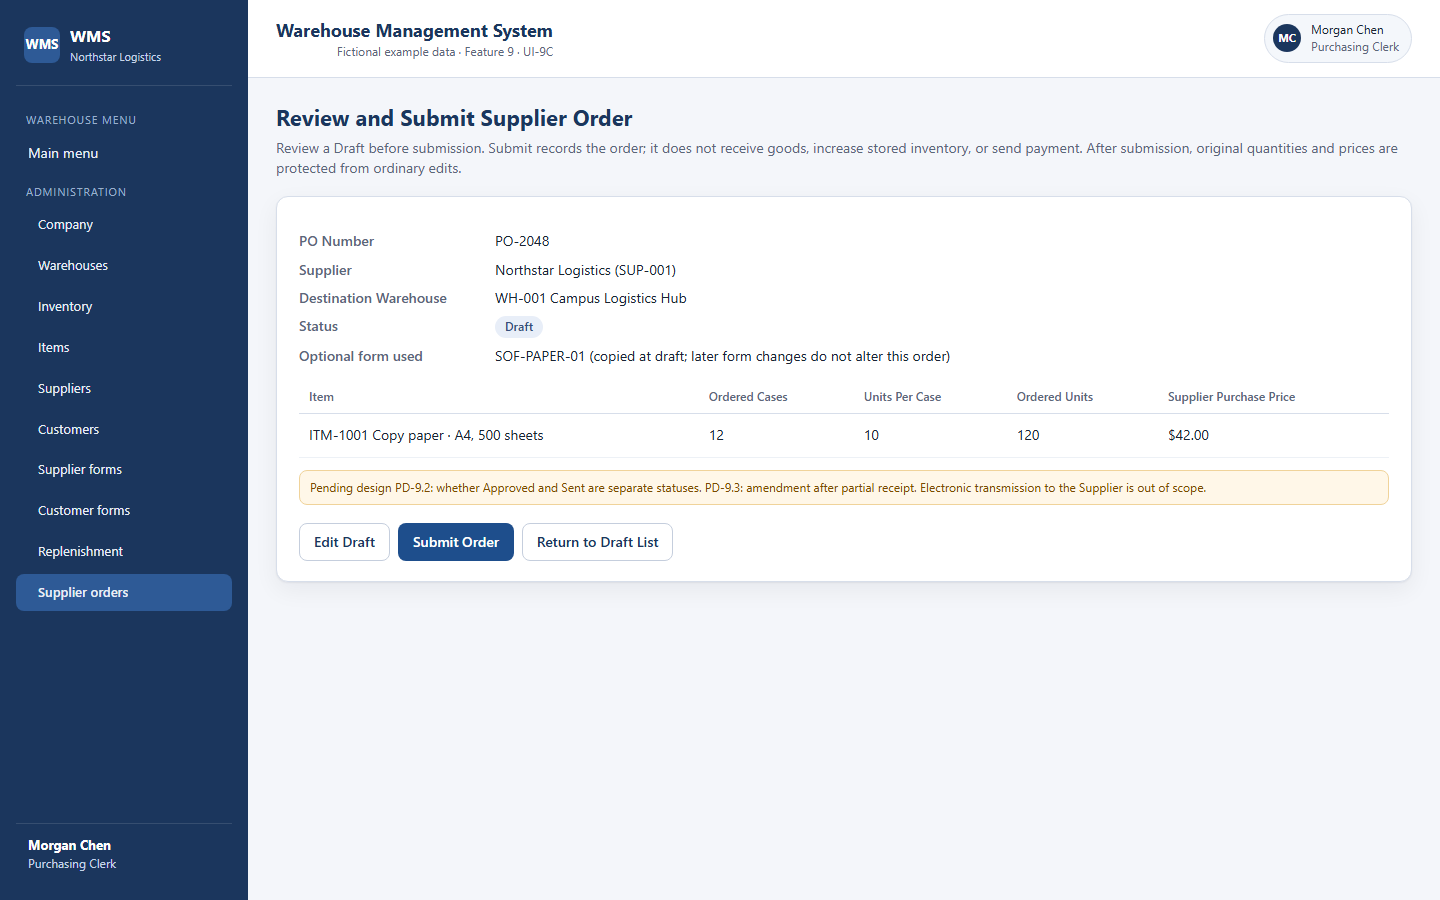 WMS
WMS
Northstar Logistics
WAREHOUSE MENU
Main menu
ADMINISTRATION
Company
Warehouses
Inventory
Items
Suppliers
Customers
Supplier forms
Customer forms
Replenishment
Supplier orders
Morgan Chen
Purchasing Clerk
Warehouse Management System
Fictional example data · Feature 9 · UI-9C
MC
Morgan Chen
Purchasing Clerk
Review and Submit Supplier Order
Review a Draft before submission. Submit records the order; it does not receive goods, increase stored inventory, or send payment. After submission, original quantities and prices are
protected from ordinary edits.
PO Number PO-2048
Supplier Northstar Logistics (SUP-001)
Destination Warehouse WH-001 Campus Logistics Hub
Status Draft
Optional form used SOF-PAPER-01 (copied at draft; later form changes do not alter this order)
Item Ordered Cases Units Per Case Ordered Units Supplier Purchase Price
ITM-1001 Copy paper · A4, 500 sheets 12 10 120 $42.00
Pending design PD-9.2: whether Approved and Sent are separate statuses. PD-9.3: amendment after partial receipt. Electronic transmission to the Supplier is out of scope.
Edit Draft Submit Order Return to Draft List